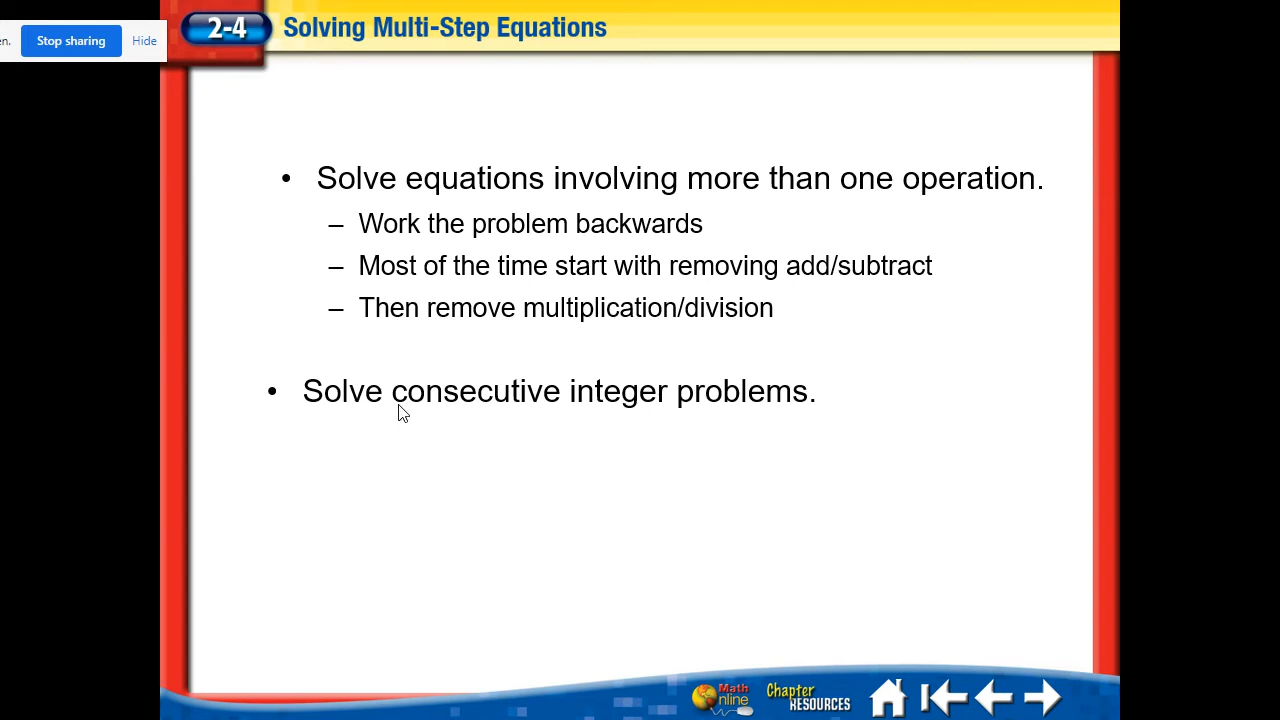 2-4 Solving Multi-Step Equations
en. Stop sharing Hide
• Solve equations involving more than one operation.
– Work the problem backwards
– Most of the time start with removing add/subtract
– Then remove multiplication/division
• Solve consecutive integer problems.
Math Chapter
nline RESOURCES